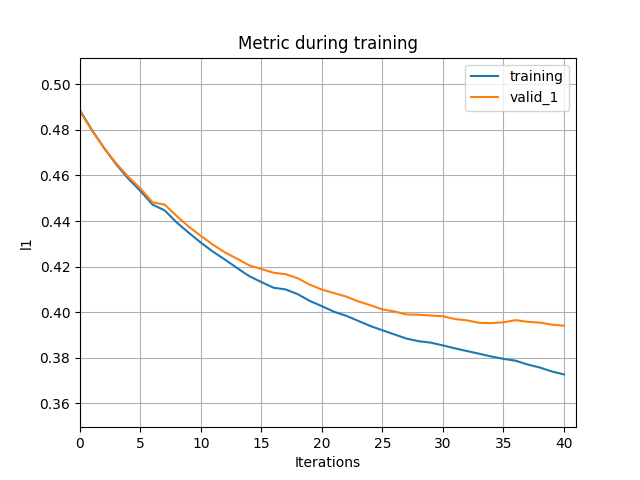 Metric during training
training
valid_1
0.50
0.48
0.46
0.44
0.42
0.40
0.38
0.36
l1
0 5 10 15 20 25 30 35 40
Iterations